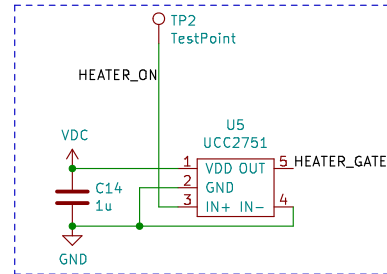 TP2
TestPoint
HEATER_ON
U5
UCC2751
VDC
1 VDD OUT 5 HEATER_GATE
2 GND
3 IN+ IN- 4
C14
1u
GND